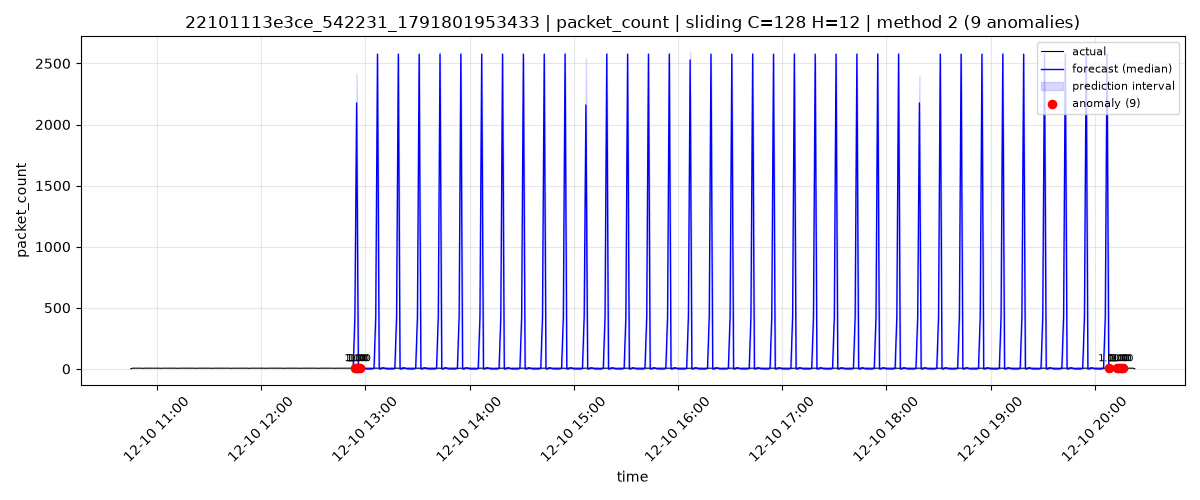 22101113e3ce_542231_1791801953433 | packet_count | sliding C=128 H=12 | method 2 (9 anomalies)
actual
forecast (median)
prediction interval
anomaly (9)
packet_count
2500
2000
1500
1000
500
0
12-10 11:00
12-10 12:00
12-10 13:00
12-10 14:00
12-10 15:00
12-10 16:00
12-10 17:00
12-10 18:00
12-10 19:00
12-10 20:00
time